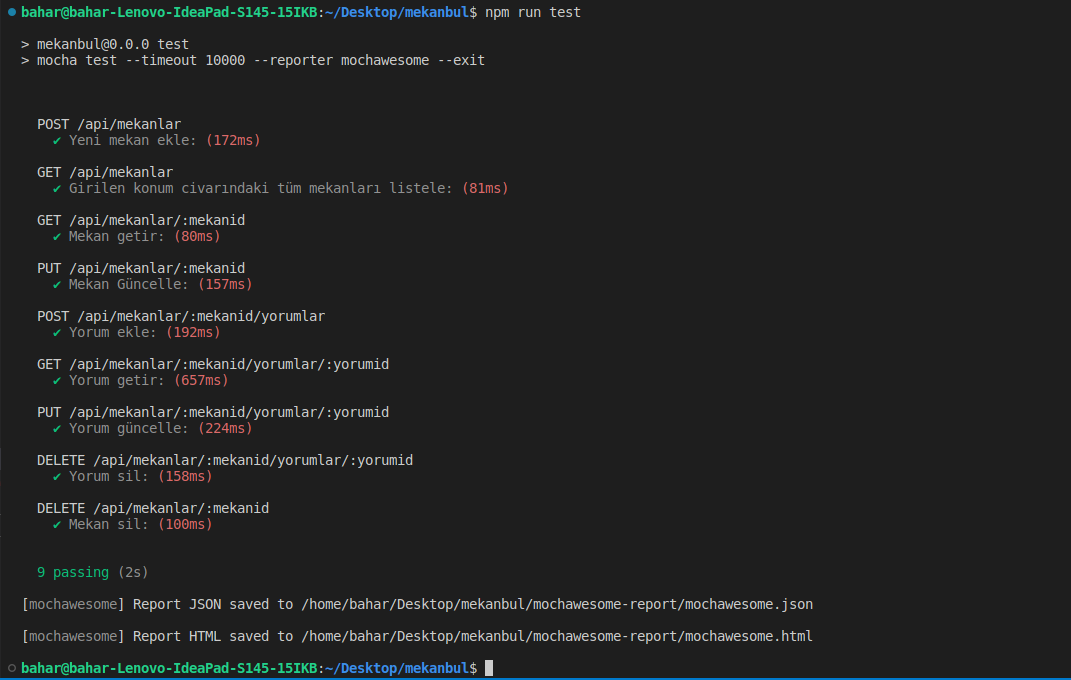 bahar@bahar-Lenovo-IdeaPad-S145-15IKB:~/Desktop/mekanbul$ npm run test
> mekanbul@0.0.0 test
> mocha test --timeout 10000 --reporter mochawesome --exit
POST /api/mekanlar
✔ Yeni mekan ekle: (172ms)
GET /api/mekanlar
✔ Girilen konum civarındaki tüm mekanları listele: (81ms)
GET /api/mekanlar/:mekanid
✔ Mekan getir: (80ms)
PUT /api/mekanlar/:mekanid
✔ Mekan Güncelle: (157ms)
POST /api/mekanlar/:mekanid/yorumlar
✔ Yorum ekle: (192ms)
GET /api/mekanlar/:mekanid/yorumlar/:yorumid
✔ Yorum getir: (657ms)
PUT /api/mekanlar/:mekanid/yorumlar/:yorumid
✔ Yorum güncelle: (224ms)
DELETE /api/mekanlar/:mekanid/yorumlar/:yorumid
✔ Yorum sil: (158ms)
DELETE /api/mekanlar/:mekanid
✔ Mekan sil: (100ms)
9 passing (2s)
[mochawesome] Report JSON saved to /home/bahar/Desktop/mekanbul/mochawesome-report/mochawesome.json
[mochawesome] Report HTML saved to /home/bahar/Desktop/mekanbul/mochawesome-report/mochawesome.html
bahar@bahar-Lenovo-IdeaPad-S145-15IKB:~/Desktop/mekanbul$